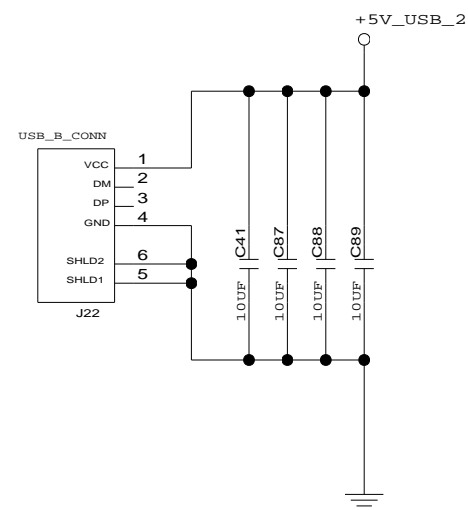 +5V_USB_2
USB_B_CONN
VCC 1
DM 2
DP 3
GND 4
SHLD2 6
SHLD1 5
J22
C41 C87 C88 C89
10UF 10UF 10UF 10UF